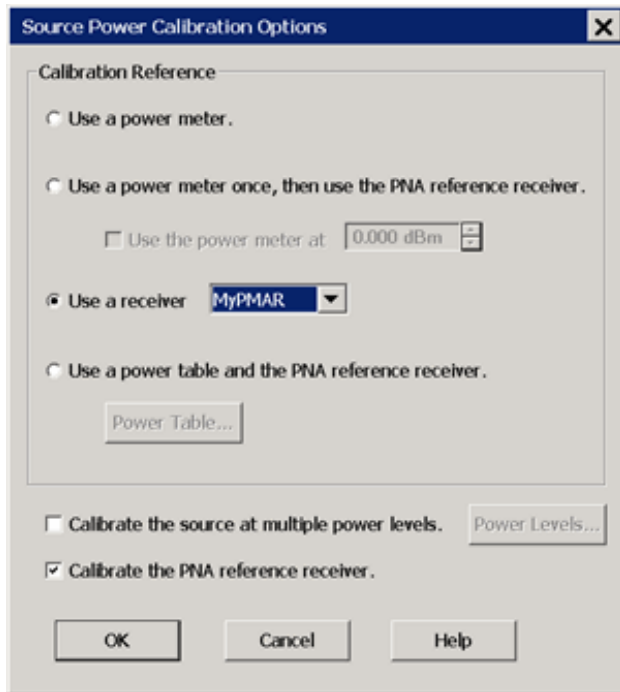 Source Power Calibration Options
Calibration Reference
Use a power meter.
Use a power meter once, then use the PNA reference receiver.
Use the power meter at 0.000 dBm
Use a receiver MyPMAR
Use a power table and the PNA reference receiver.
Power Table...
Calibrate the source at multiple power levels. Power Levels...
Calibrate the PNA reference receiver.
OK Cancel Help